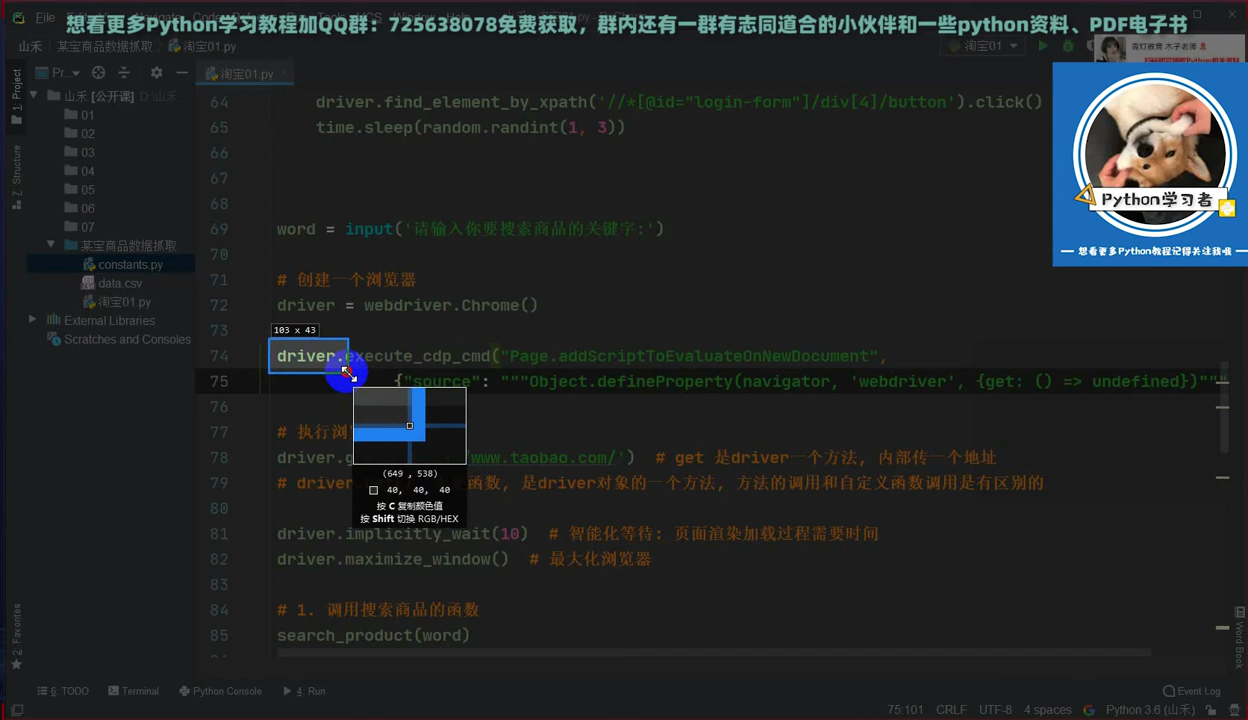 想看更多Python学习教程加QQ群：725638078免费获取，群内还有一群有志同道合的小伙伴和一些python资料、PDF电子书
File
山禾
某宝商品数据抓取
淘宝01.py
淘宝01
青灯教育 木子老师
1: Project
Pr...
淘宝01.py
山禾 [公开课] D:\山禾
01
02
03
04
05
06
07
某宝商品数据抓取
constants.py
data.csv
淘宝01.py
External Libraries
Scratches and Consoles
Z: Structure
2: Favorites
64 driver.find_element_by_xpath('//*[@id="login-form"]/div[4]/button').click()
65 time.sleep(random.randint(1, 3))
66
67
68
69 word = input('请输入你要搜索商品的关键字:')
70
71 # 创建一个浏览器
72 driver = webdriver.Chrome()
73
103 x 43
74 driver.execute_cdp_cmd("Page.addScriptToEvaluateOnNewDocument",
75 {"source": """Object.defineProperty(navigator, 'webdriver', {get: () => undefined})"""
76
77 # 执行浏
78 driver.g www.taobao.com/') # get 是driver一个方法, 内部传一个地址
79 # driver 函数, 是driver对象的一个方法, 方法的调用和自定义函数调用是有区别的
80
81 driver.implicitly_wait(10) # 智能化等待: 页面渲染加载过程需要时间
82 driver.maximize_window() # 最大化浏览器
83
84 # 1. 调用搜索商品的函数
85 search_product(word)
(649 , 538)
40, 40, 40
按 C 复制颜色值
按 Shift 切换 RGB/HEX
Python学习者
想看更多Python教程记得关注我哦
Word Book
6: TODO
Terminal
Python Console
4: Run
Event Log
75:101
CRLF
UTF-8
4 spaces
Python 3.6 (山禾)